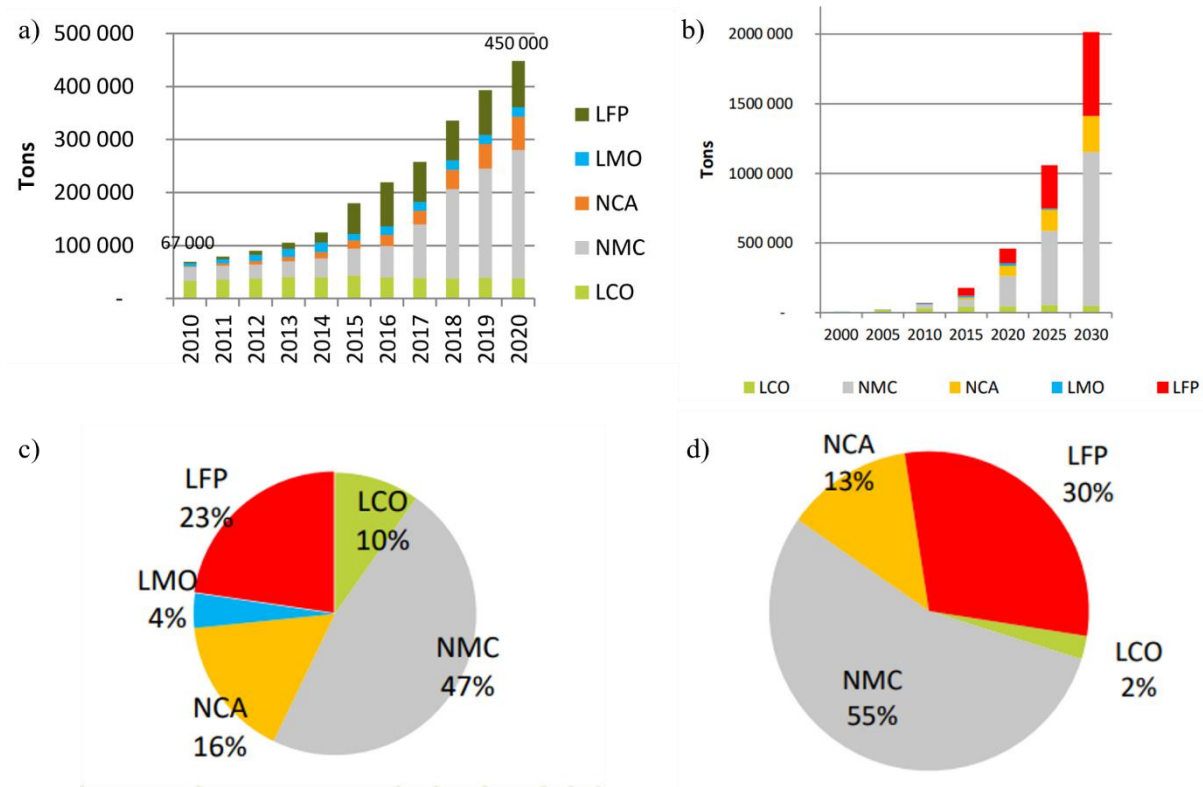 a)
500 000
400 000
300 000
200 000
100 000
-
Tons
67 000
450 000
2010
2011
2012
2013
2014
2015
2016
2017
2018
2019
2020
LFP
LMO
NCA
NMC
LCO
b)
2000 000
1500 000
1000 000
500 000
-
Tons
2000 2005 2010 2015 2020 2025 2030
LCO NMC NCA LMO LFP
c)
LFP
23%
LCO
10%
LMO
4%
NMC
47%
NCA
16%
d)
NCA
13%
LFP
30%
NMC
55%
LCO
2%